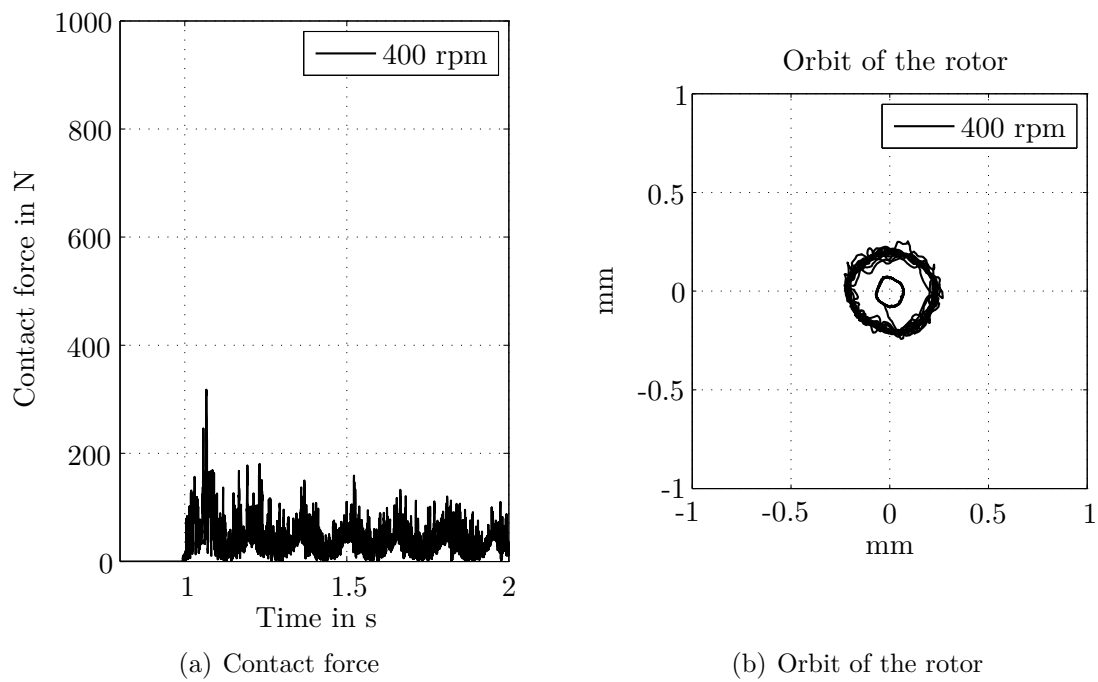 1000
800
600
400
200
0
Contact force in N
400 rpm
1
1.5
2
Time in s
(a) Contact force
Orbit of the rotor
400 rpm
1
0.5
0
-0.5
-1
mm
-1
-0.5
0
0.5
1
mm
(b) Orbit of the rotor